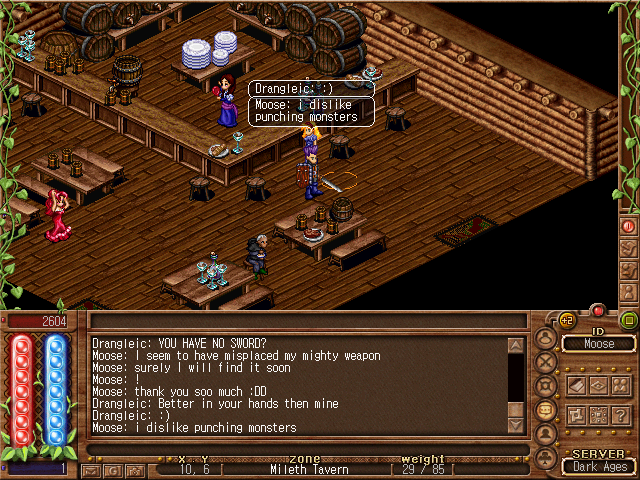 Drangleic: :)
Moose: i dislike
punching monsters
2604
Drangleic: YOU HAVE NO SWORD?
Moose: I seem to have misplaced my mighty weapon
Moose: surely I will find it soon
Moose: !
Moose: thank you soo much :DD
Drangleic: Better in your hands then mine
Drangleic: :)
Moose: i dislike punching monsters
+2
ID
Moose
?
1
x y zone weight
10, 6 Mileth Tavern 29 / 85
G
SERVER
Dark Ages